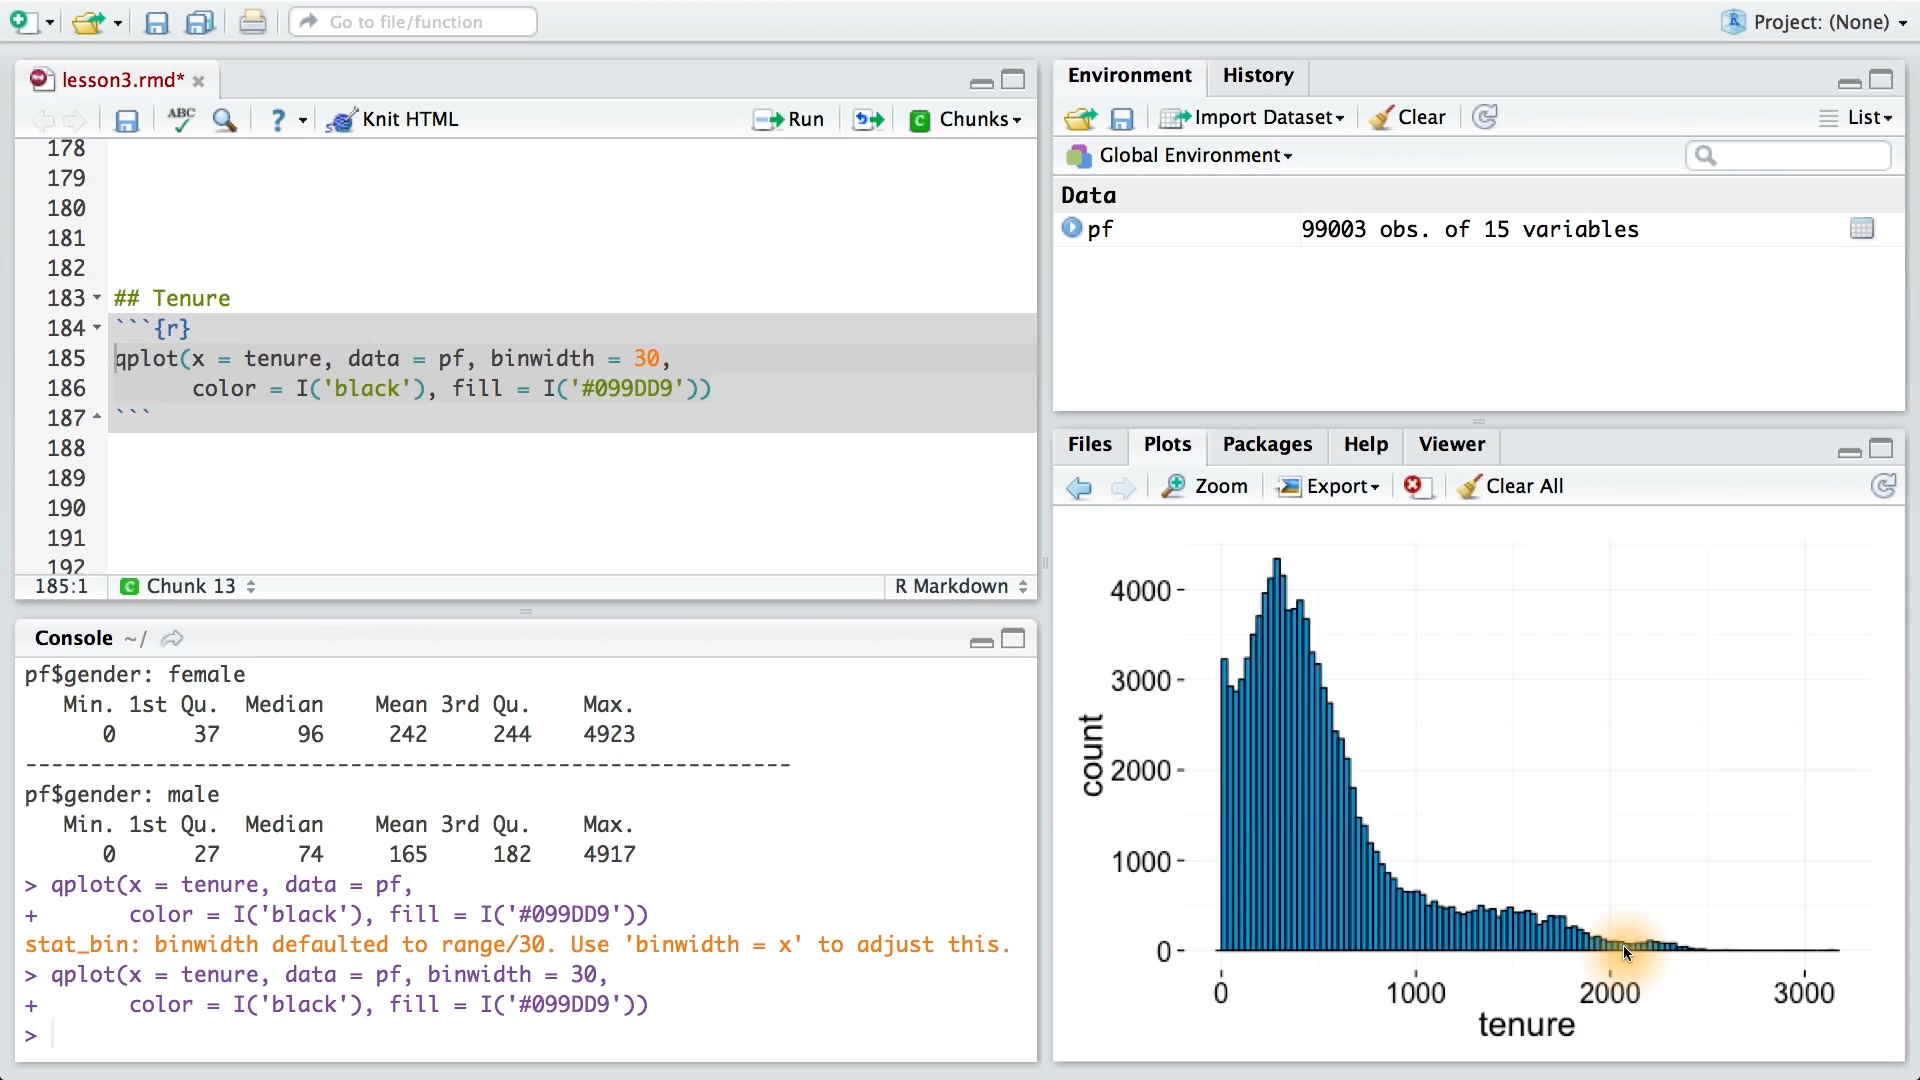 Go to file/function
Project: (None)
lesson3.rmd*
ABC
?
Knit HTML
Run
Chunks
178
179
180
181
182
183 ## Tenure
184 ```{r}
185 qplot(x = tenure, data = pf, binwidth = 30,
186       color = I('black'), fill = I('#099DD9'))
187 ```
188
189
190
191
192
185:1
Chunk 13
R Markdown
Console ~/
pf$gender: female
   Min. 1st Qu.  Median    Mean 3rd Qu.    Max.
      0      37      96     242     244    4923
-----------------------------------------------------------
pf$gender: male
   Min. 1st Qu.  Median    Mean 3rd Qu.    Max.
      0      27      74     165     182    4917
> qplot(x = tenure, data = pf,
+       color = I('black'), fill = I('#099DD9'))
stat_bin: binwidth defaulted to range/30. Use 'binwidth = x' to adjust this.
> qplot(x = tenure, data = pf, binwidth = 30,
+       color = I('black'), fill = I('#099DD9'))
>
Environment History
Import Dataset
Clear
List
Global Environment
Data
pf 99003 obs. of 15 variables
Files Plots Packages Help Viewer
Zoom
Export
Clear All
4000
3000
2000
1000
0
count
0 1000 2000 3000
tenure